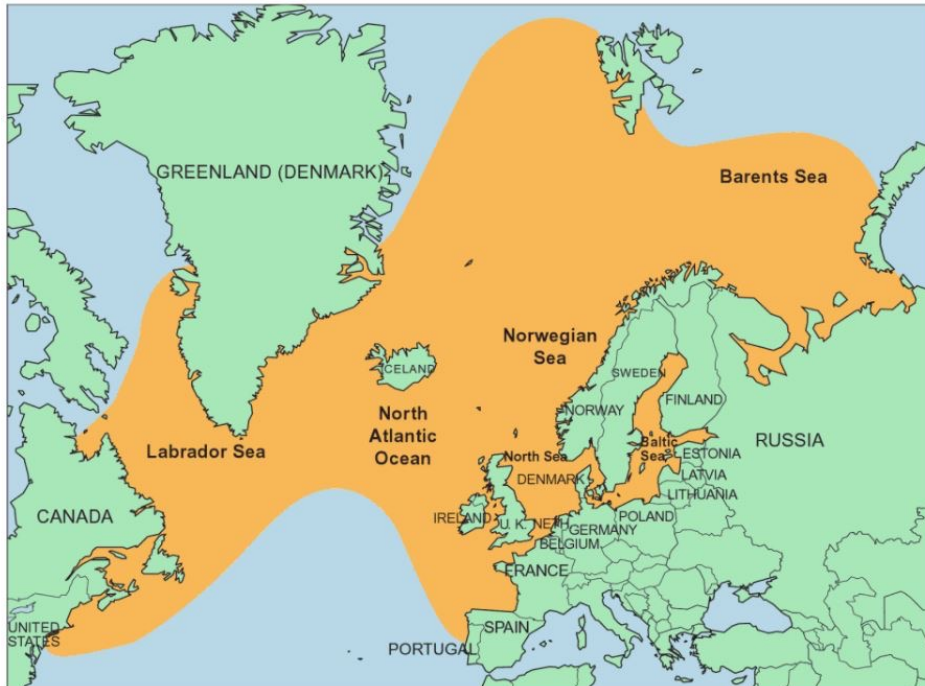 GREENLAND (DENMARK)
Barents Sea
Norwegian
Sea
ICELAND
SWEDEN
FINLAND
NORWAY
North
Atlantic
Ocean
Labrador Sea
RUSSIA
North Sea
Baltic
Sea
ESTONIA
DENMARK
LATVIA
LITHUANIA
CANADA
IRELAND
U. K.
NETH.
POLAND
GERMANY
BELGIUM
FRANCE
UNITED
STATES
SPAIN
PORTUGAL